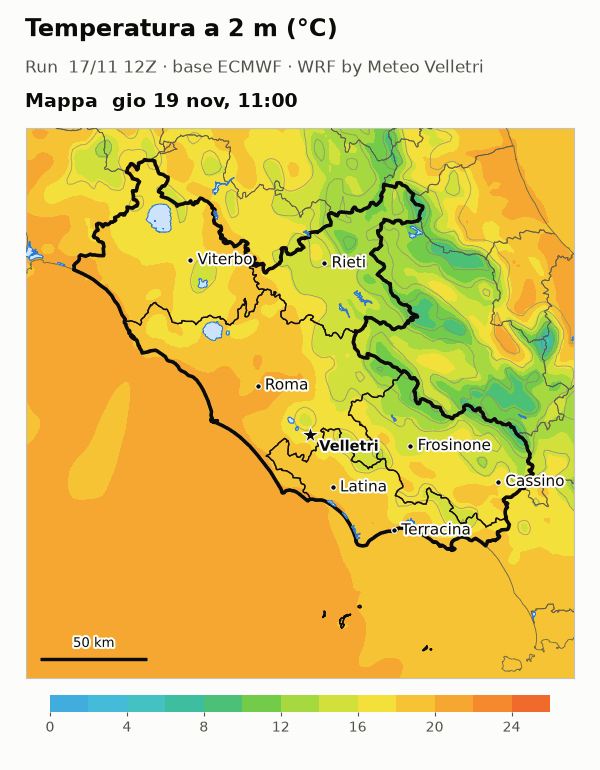 Temperatura a 2 m (°C)
Run  17/11 12Z · base ECMWF · WRF by Meteo Velletri
Mappa  gio 19 nov, 11:00
Viterbo
Rieti
Roma
Velletri
Frosinone
Latina
Cassino
Terracina
50 km
0 4 8 12 16 20 24